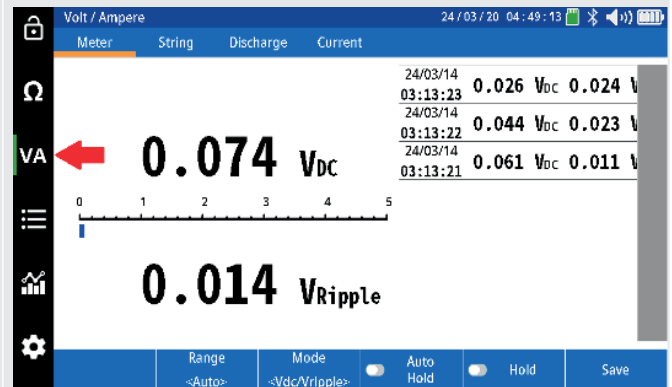 Volt / Ampere
24/03/20 04:49:13
Meter String Discharge Current
Ω
VA
0.074 VDC
0 1 2 3 4 5
0.014 VRipple
24/03/14
03:13:23 0.026 VDC 0.024 V
24/03/14
03:13:22 0.044 VDC 0.023 V
24/03/14
03:13:21 0.061 VDC 0.011 V
Range
<Auto>
Mode
<Vdc/Vripple>
Auto
Hold
Hold
Save